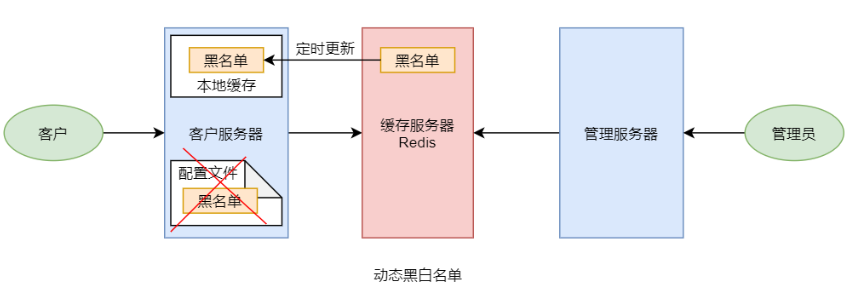 黑名单
定时更新
黑名单
本地缓存
客户
客户服务器
缓存服务器
Redis
管理服务器
管理员
配置文件
黑名单
动态黑白名单